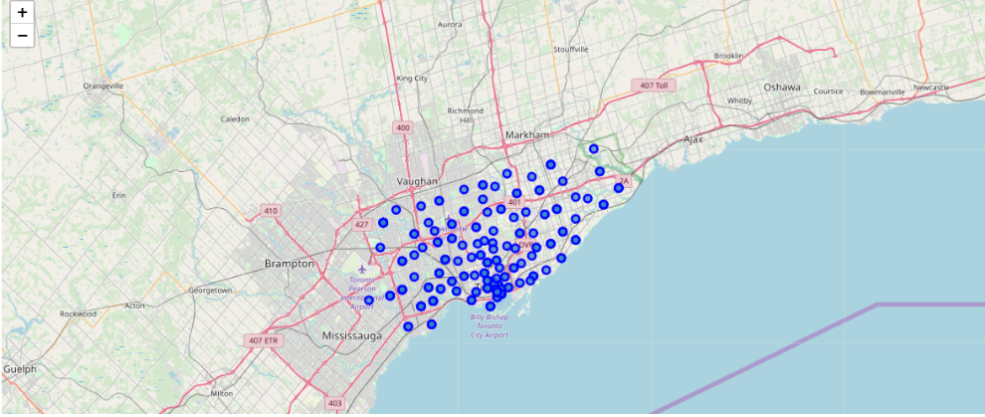 +
−
Aurora
Stouffville
Brooklin
Orangeville
King City
407 Toll
Oshawa
Courtice
Bowmanville
Newcastle
Whitby
Richmond
Hill
Caledon
400
Markham
Ajax
Vaughan
7A
Erin
401
410
427
Brampton
Toronto
Pearson
International
Airport
Georgetown
Acton
Rockwood
Billy Bishop
Toronto
City Airport
Mississauga
407 ETR
Guelph
Milton
403